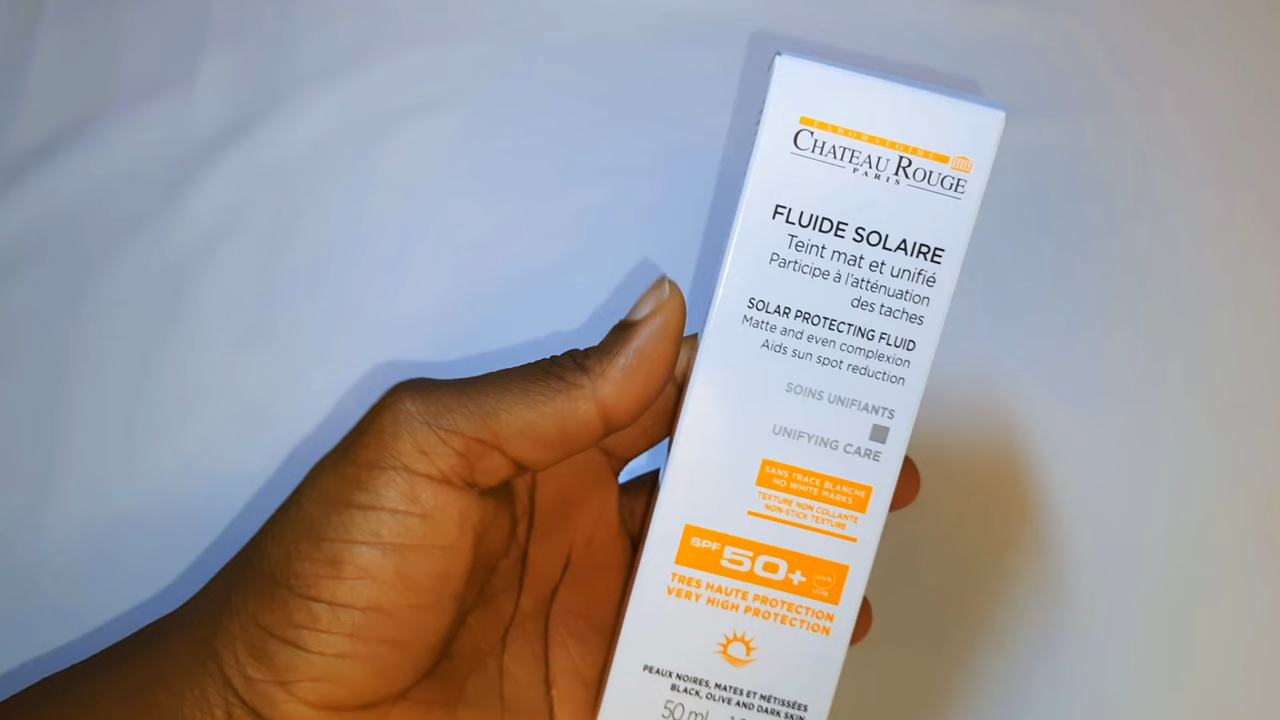 LABORATOIRE
CHATEAU ROUGE
PARIS
FLUIDE SOLAIRE
Teint mat et unifié
Participe à l'atténuation
des taches
SOLAR PROTECTING FLUID
Matte and even complexion
Aids sun spot reduction
SOINS UNIFIANTS
UNIFYING CARE
SANS TRACE BLANCHE
NO WHITE MARKS
TEXTURE NON COLLANTE
NON-STICK TEXTURE
SPF 50+
UVA
UVB
TRES HAUTE PROTECTION
VERY HIGH PROTECTION
PEAUX NOIRES, MATES ET MÉTISSÉES
BLACK, OLIVE AND DARK SKIN
50 ml